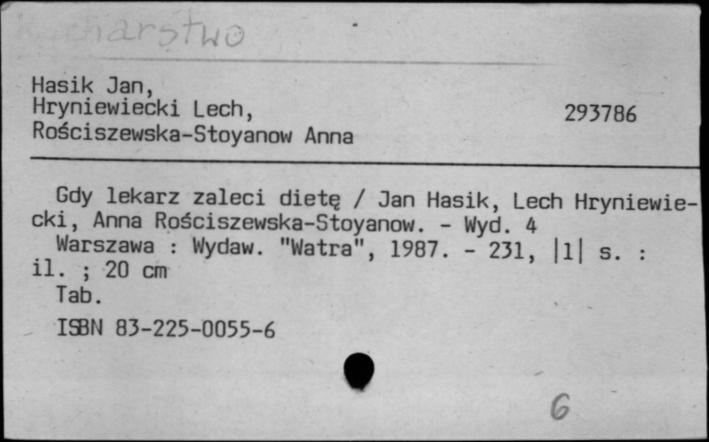 Kucharstwo
Hasik Jan,
Hryniewiecki Lech,
293786
Rościszewska-Stoyanow Anna
Gdy lekarz zaleci dietę / Jan Hasik, Lech Hryniewie-
cki, Anna Rościszewska-Stoyanow. - Wyd. 4
Warszawa : Wydaw. "Watra", 1987. - 231, |1| s. :
il. ; 20 cm
Tab.
ISBN 83-225-0055-6
6